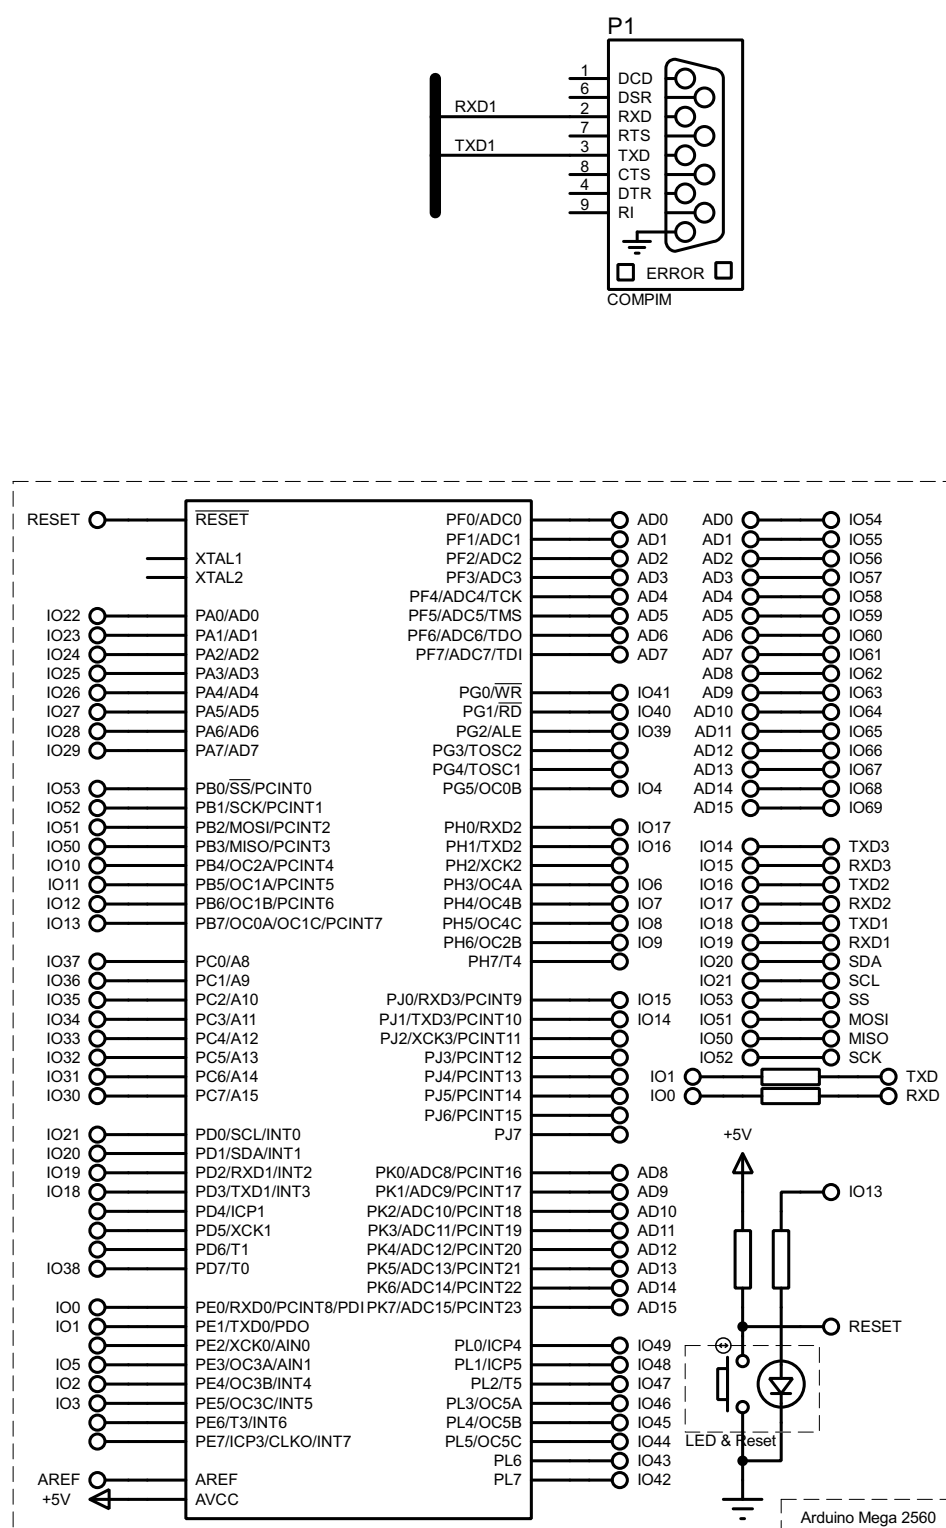 P1
1 DCD
6 DSR
RXD1 2 RXD
7 RTS
TXD1 3 TXD
8 CTS
4 DTR
9 RI
ERROR
COMPIM
RESET RESET PF0/ADC0 AD0 AD0 IO54
PF1/ADC1 AD1 AD1 IO55
XTAL1 PF2/ADC2 AD2 AD2 IO56
XTAL2 PF3/ADC3 AD3 AD3 IO57
PF4/ADC4/TCK AD4 AD4 IO58
IO22 PA0/AD0 PF5/ADC5/TMS AD5 AD5 IO59
IO23 PA1/AD1 PF6/ADC6/TDO AD6 AD6 IO60
IO24 PA2/AD2 PF7/ADC7/TDI AD7 AD7 IO61
IO25 PA3/AD3 AD8 IO62
IO26 PA4/AD4 PG0/WR IO41 AD9 IO63
IO27 PA5/AD5 PG1/RD IO40 AD10 IO64
IO28 PA6/AD6 PG2/ALE IO39 AD11 IO65
IO29 PA7/AD7 PG3/TOSC2 AD12 IO66
PG4/TOSC1 AD13 IO67
IO53 PB0/SS/PCINT0 PG5/OC0B IO4 AD14 IO68
IO52 PB1/SCK/PCINT1 AD15 IO69
IO51 PB2/MOSI/PCINT2 PH0/RXD2 IO17
IO50 PB3/MISO/PCINT3 PH1/TXD2 IO16 IO14 TXD3
IO10 PB4/OC2A/PCINT4 PH2/XCK2 IO15 RXD3
IO11 PB5/OC1A/PCINT5 PH3/OC4A IO6 IO16 TXD2
IO12 PB6/OC1B/PCINT6 PH4/OC4B IO7 IO17 RXD2
IO13 PB7/OC0A/OC1C/PCINT7 PH5/OC4C IO8 IO18 TXD1
PH6/OC2B IO9 IO19 RXD1
IO37 PC0/A8 PH7/T4 IO20 SDA
IO36 PC1/A9 IO21 SCL
IO35 PC2/A10 PJ0/RXD3/PCINT9 IO15 IO53 SS
IO34 PC3/A11 PJ1/TXD3/PCINT10 IO14 IO51 MOSI
IO33 PC4/A12 PJ2/XCK3/PCINT11 IO50 MISO
IO32 PC5/A13 PJ3/PCINT12 IO52 SCK
IO31 PC6/A14 PJ4/PCINT13 IO1 TXD
IO30 PC7/A15 PJ5/PCINT14 IO0 RXD
PJ6/PCINT15
IO21 PD0/SCL/INT0 PJ7 +5V
IO20 PD1/SDA/INT1
IO19 PD2/RXD1/INT2 PK0/ADC8/PCINT16 AD8
IO18 PD3/TXD1/INT3 PK1/ADC9/PCINT17 AD9 IO13
PD4/ICP1 PK2/ADC10/PCINT18 AD10
PD5/XCK1 PK3/ADC11/PCINT19 AD11
PD6/T1 PK4/ADC12/PCINT20 AD12
IO38 PD7/T0 PK5/ADC13/PCINT21 AD13
PK6/ADC14/PCINT22 AD14
IO0 PE0/RXD0/PCINT8/PDI PK7/ADC15/PCINT23 AD15
IO1 PE1/TXD0/PDO RESET
PE2/XCK0/AIN0 PL0/ICP4 IO49
IO5 PE3/OC3A/AIN1 PL1/ICP5 IO48
IO2 PE4/OC3B/INT4 PL2/T5 IO47
IO3 PE5/OC3C/INT5 PL3/OC5A IO46
PE6/T3/INT6 PL4/OC5B IO45
PE7/ICP3/CLKO/INT7 PL5/OC5C IO44 LED & Reset
PL6 IO43
AREF AREF PL7 IO42
+5V AVCC
Arduino Mega 2560